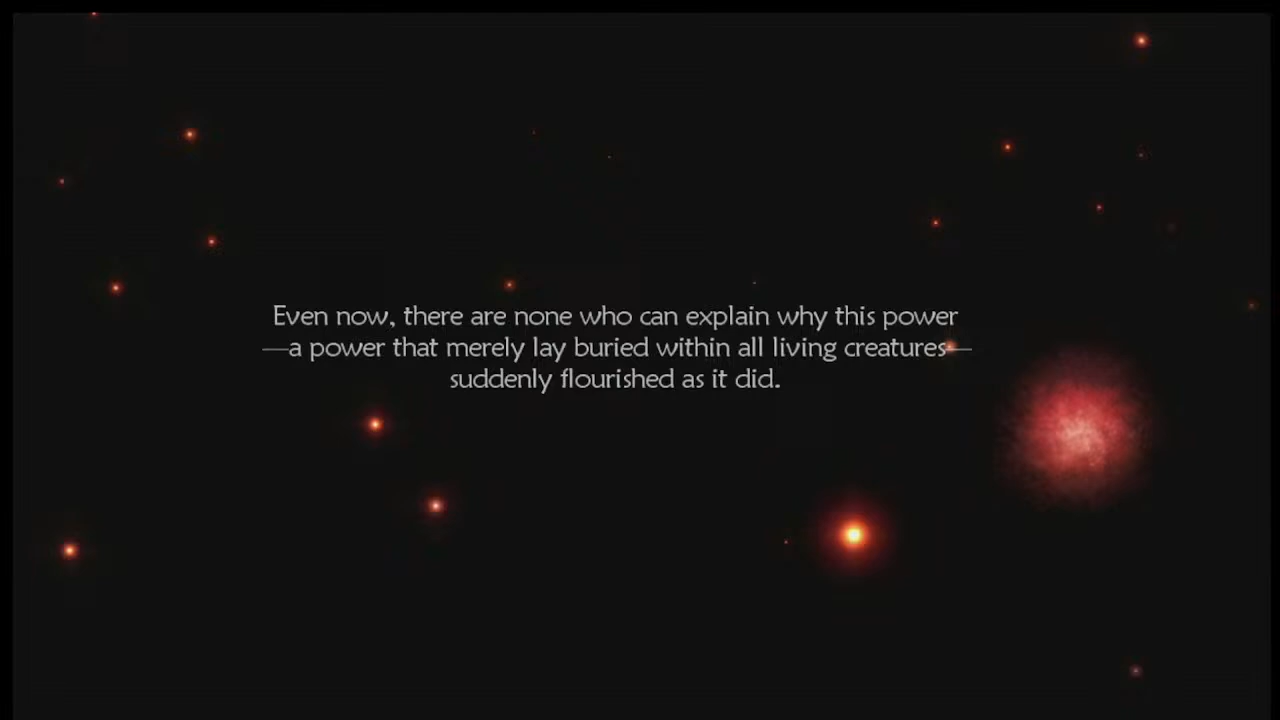 Even now, there are none who can explain why this power
—a power that merely lay buried within all living creatures—
suddenly flourished as it did.